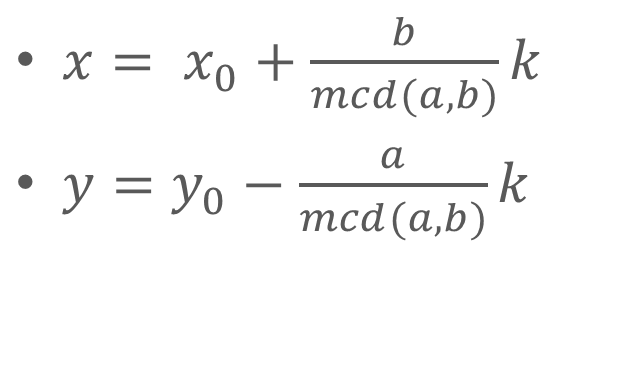 • x = x₀ + b/mcd(a,b) k
• y = y₀ − a/mcd(a,b) k